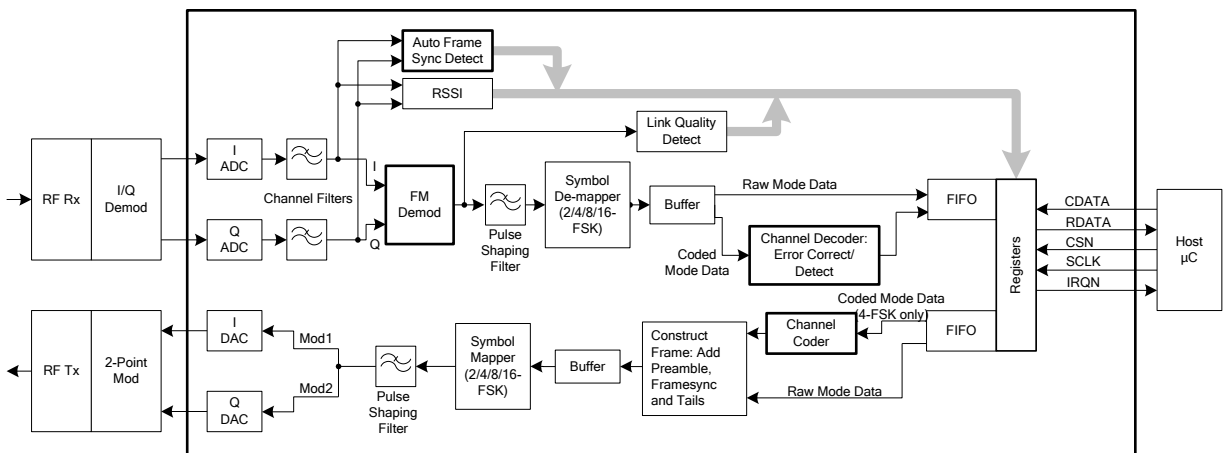 Auto Frame
Sync Detect
RSSI
Link Quality
Detect
RF Rx
I/Q
Demod
I
ADC
Channel Filters
Q
ADC
I
Q
FM
Demod
Pulse
Shaping
Filter
Symbol
De-mapper
(2/4/8/16-
FSK)
Buffer
Raw Mode Data
Coded
Mode Data
Channel Decoder:
Error Correct/
Detect
FIFO
Registers
CDATA
RDATA
CSN
SCLK
IRQN
Host
µC
RF Tx
2-Point
Mod
I
DAC
Q
DAC
Mod1
Mod2
Pulse
Shaping
Filter
Symbol
Mapper
(2/4/8/16-
FSK)
Buffer
Construct
Frame: Add
Preamble,
Framesync
and Tails
Channel
Coder
Coded Mode Data
(4-FSK only)
Raw Mode Data
FIFO